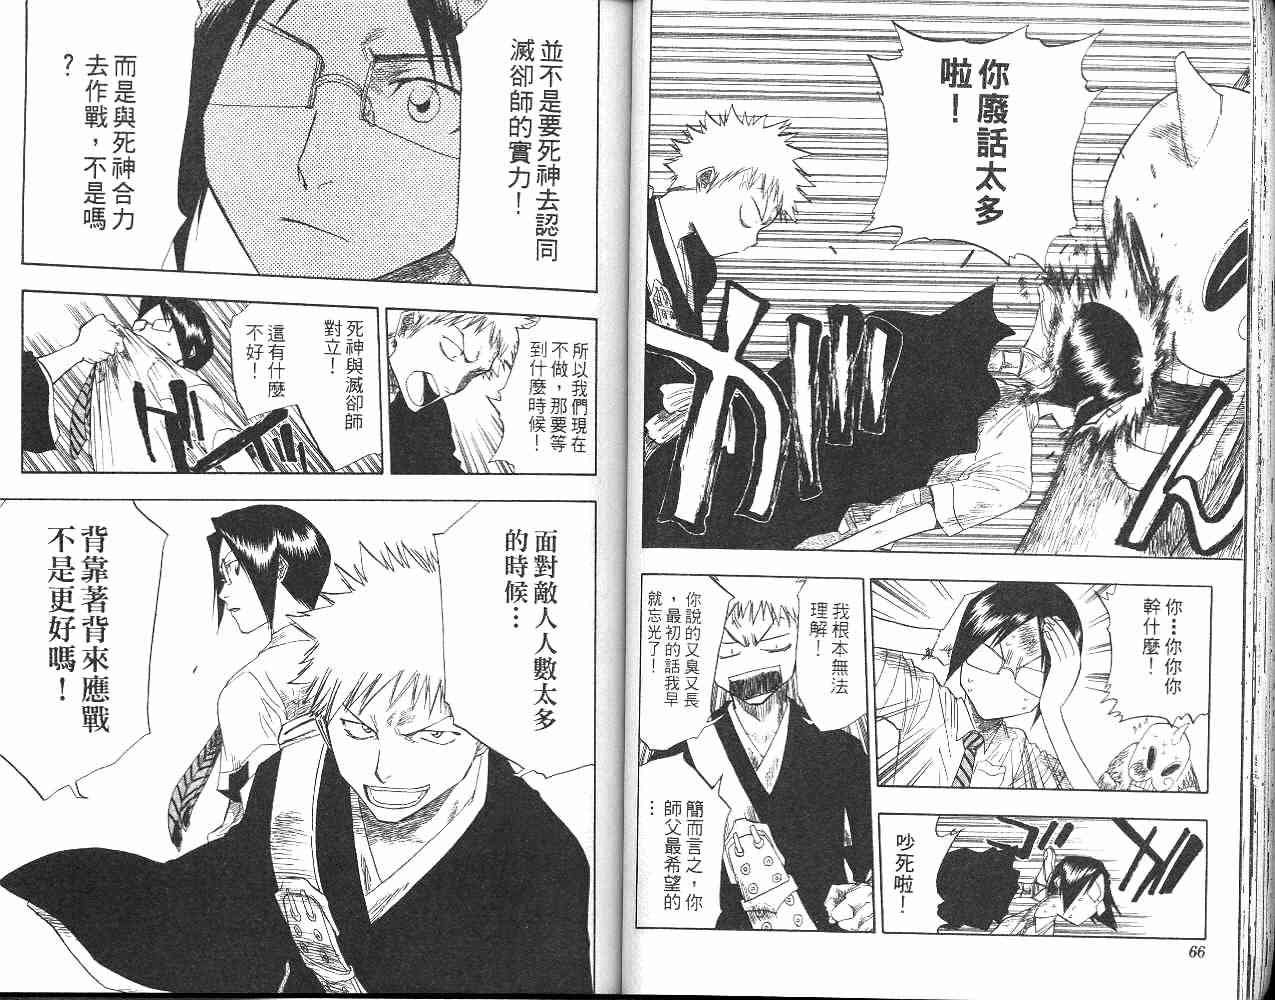 你廢話太多
啦！
ガ
ん
你…你你你
幹什麼！
我根本無法
理解！
你說的又臭又長
，最初的話我早
就忘光了！
吵死啦！
簡而言之，你
師父最希望的
…
66
並不是要死神去認同
滅卻師的實力！
而是與死神合力
去作戰，不是嗎
？
所以我們現在
不做，那要等
到什麼時候！
死神與滅卻師
對立！
這有什麼
不好！
面對敵人人數太多
的時候…
背靠著背來應戰
不是更好嗎！